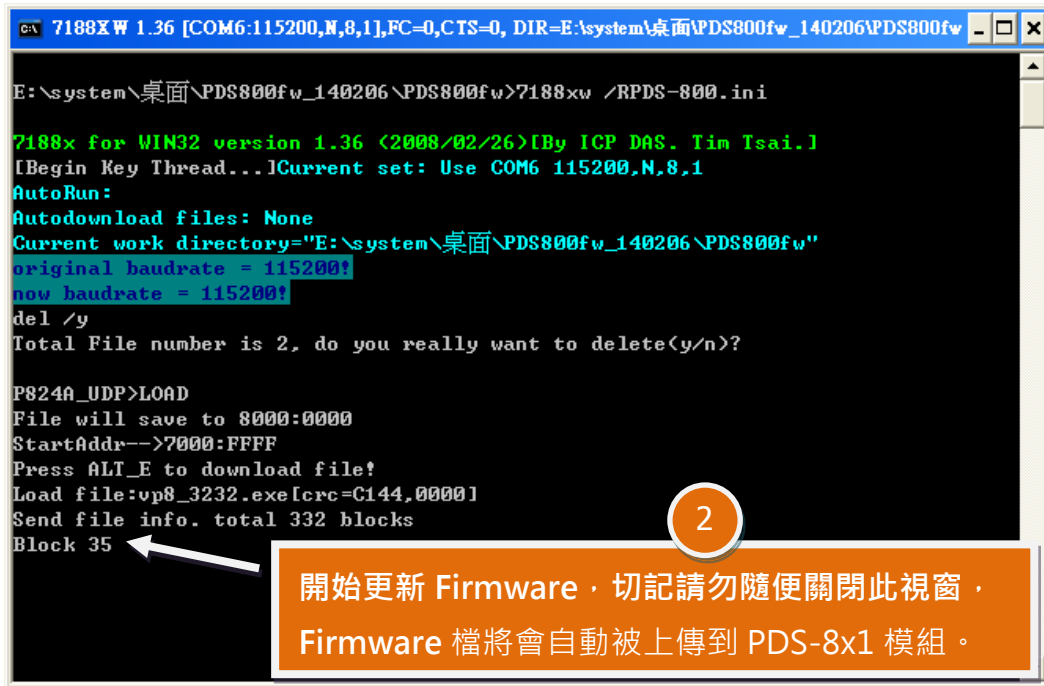 7188XW 1.36 [COM6:115200,N,8,1],FC=0,CTS=0, DIR=E:\system\桌面\PDS800fw_140206\PDS800fw
E:\system\桌面\PDS800fw_140206\PDS800fw>7188xw /RPDS-800.ini
7188x for WIN32 version 1.36 (2008/02/26)[By ICP DAS. Tim Tsai.]
[Begin Key Thread...]Current set: Use COM6 115200,N,8,1
AutoRun:
Autodownload files: None
Current work directory="E:\system\桌面\PDS800fw_140206\PDS800fw"
original baudrate = 115200!
now baudrate = 115200!
del /y
Total File number is 2, do you really want to delete(y/n)?
P824A_UDP>LOAD
File will save to 8000:0000
StartAddr-->7000:FFFF
Press ALT_E to download file!
Load file:vp8_3232.exe[crc=C144,0000]
Send file info. total 332 blocks
Block 35
2
開始更新 Firmware，切記請勿隨便關閉此視窗，
Firmware 檔將會自動被上傳到 PDS-8x1 模組。